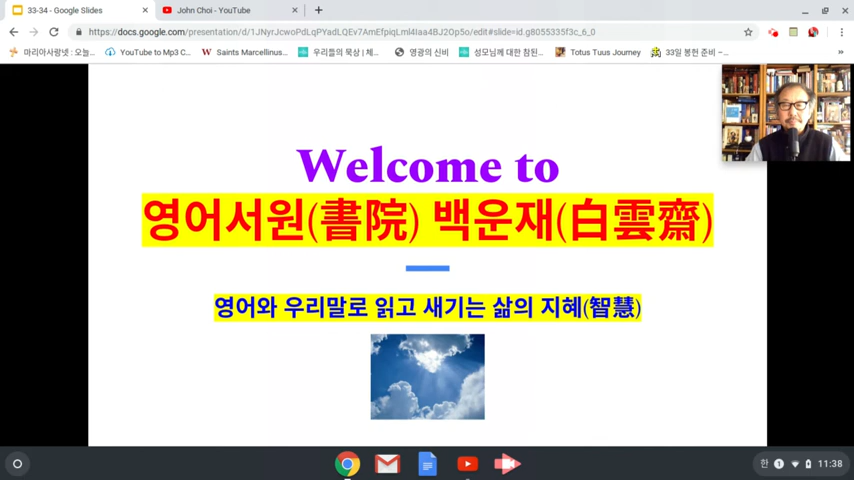 33-34 - Google Slides
John Choi - YouTube
https://docs.google.com/presentation/d/1JNyrJcwoPdLqPYadLQEv7AmEfpiqLml4Iaa4BJ2Op5o/edit#slide=id.g8055335f3c_6_0
마리아사랑넷 : 오늘... YouTube to Mp3 C... Saints Marcellinus... 우리들의 묵상 | 체... 영광의 신비 성모님께 대한 참된... Totus Tuus Journey 33일 봉헌 준비 –...
Welcome to
영어서원(書院) 백운재(白雲齋)
영어와 우리말로 읽고 새기는 삶의 지혜(智慧)
한 1 11:38